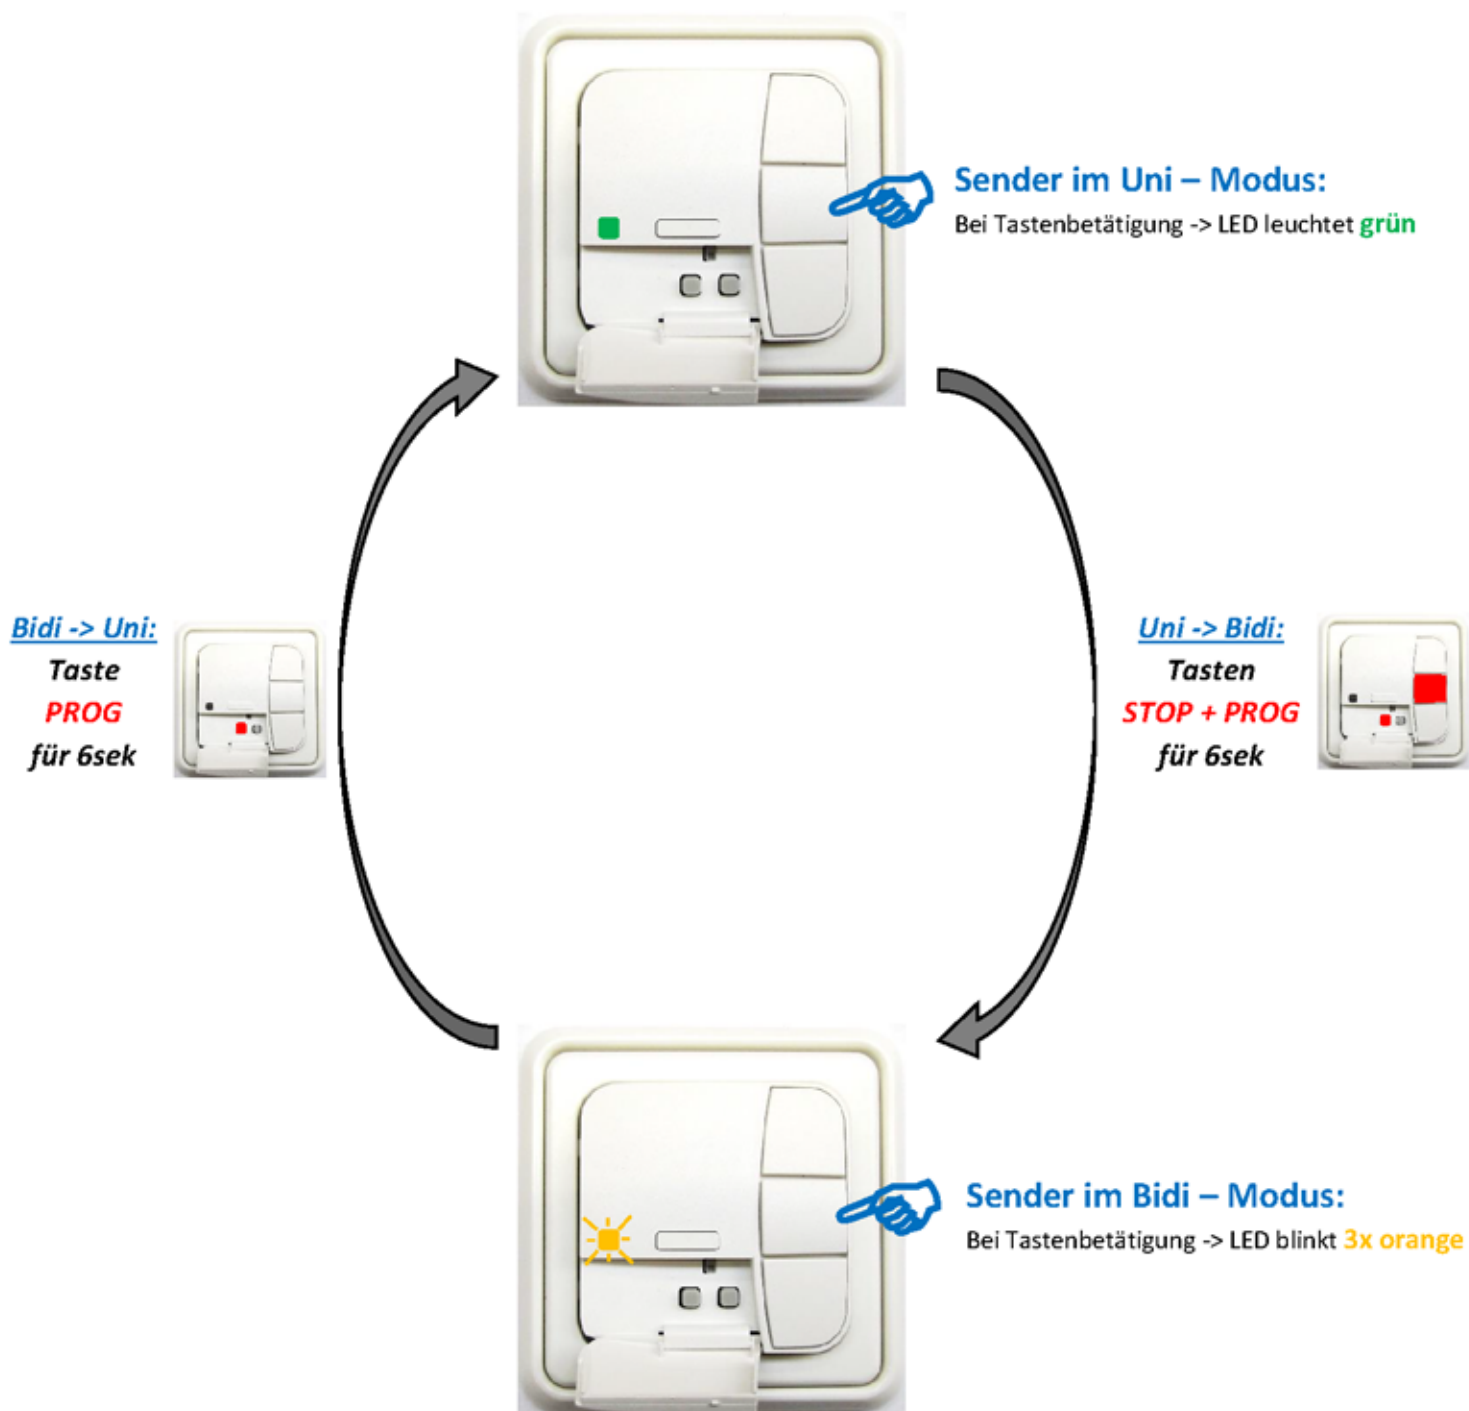 Sender im Uni – Modus:
Bei Tastenbetätigung -> LED leuchtet grün
Bidi -> Uni:
Taste
PROG
für 6sek
Uni -> Bidi:
Tasten
STOP + PROG
für 6sek
Sender im Bidi – Modus:
Bei Tastenbetätigung -> LED blinkt 3x orange